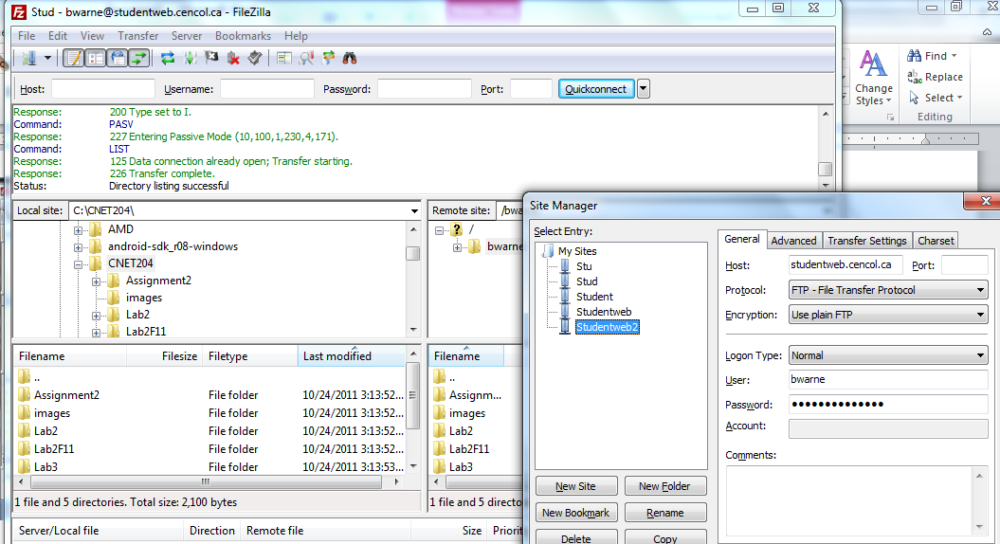 Stud - bwarne@studentweb.cencol.ca - FileZilla
File Edit View Transfer Server Bookmarks Help
Host: Username: Password: Port: Quickconnect
Response: 200 Type set to I.
Command: PASV
Response: 227 Entering Passive Mode (10,100,1,230,4,171).
Command: LIST
Response: 125 Data connection already open; Transfer starting.
Response: 226 Transfer complete.
Status: Directory listing successful
Local site: C:\CNET204\
AMD
android-sdk_r08-windows
CNET204
Assignment2
images
Lab2
Lab2F11
Filename Filesize Filetype Last modified
..
Assignment2 File folder 10/24/2011 3:13:52...
images File folder 10/24/2011 3:13:52...
Lab2 File folder 10/24/2011 3:13:52...
Lab2F11 File folder 10/24/2011 3:13:52...
Lab3 File folder 10/24/2011 3:13:53...
1 file and 5 directories. Total size: 2,100 bytes
Remote site: /bwa
/
bwarne
Filename
..
Assignm...
images
Lab2
Lab2F11
Lab3
1 file and 5 direc
Server/Local file Direction Remote file Size Priorit
Change Styles
Find
Replace
Select
Editing
Site Manager
Select Entry:
My Sites
Stu
Stud
Student
Studentweb
Studentweb2
New Site New Folder
New Bookmark Rename
Delete Copy
General Advanced Transfer Settings Charset
Host: studentweb.cencol.ca Port:
Protocol: FTP - File Transfer Protocol
Encryption: Use plain FTP
Logon Type: Normal
User: bwarne
Password: ••••••••••••••
Account:
Comments: